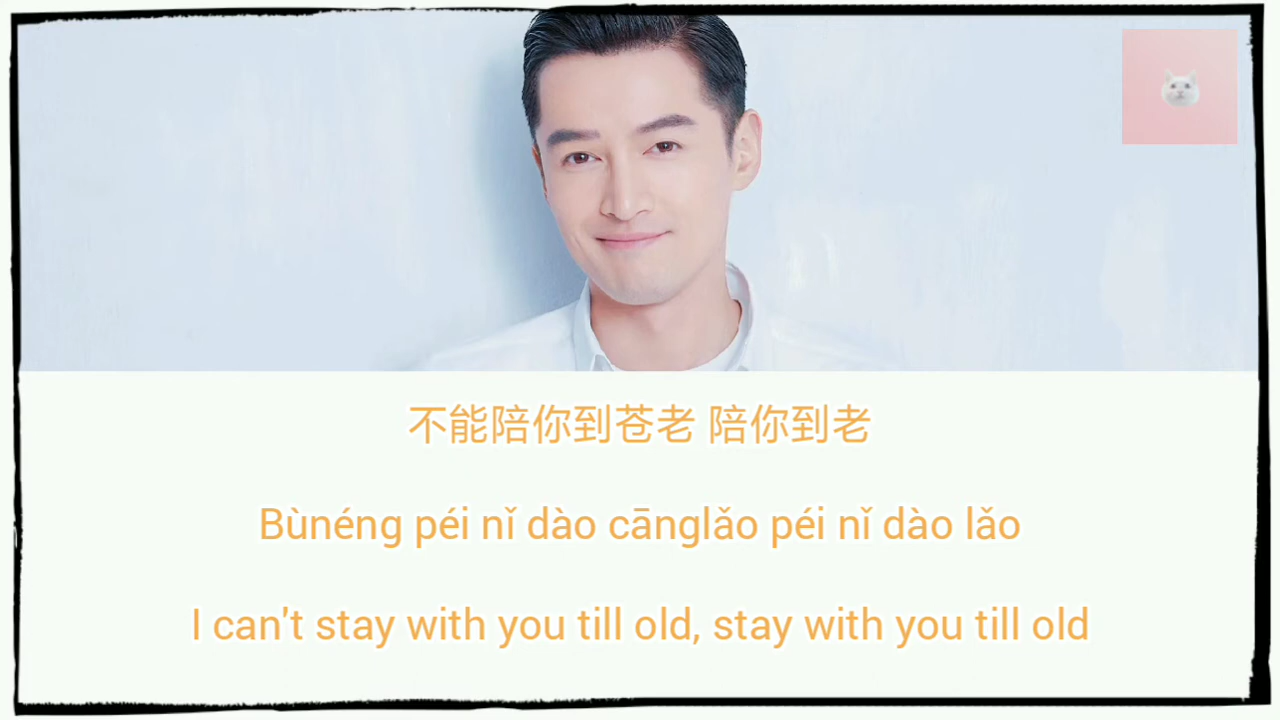 不能陪你到苍老 陪你到老
Bùnéng péi nǐ dào cānglǎo péi nǐ dào lǎo
I can't stay with you till old, stay with you till old